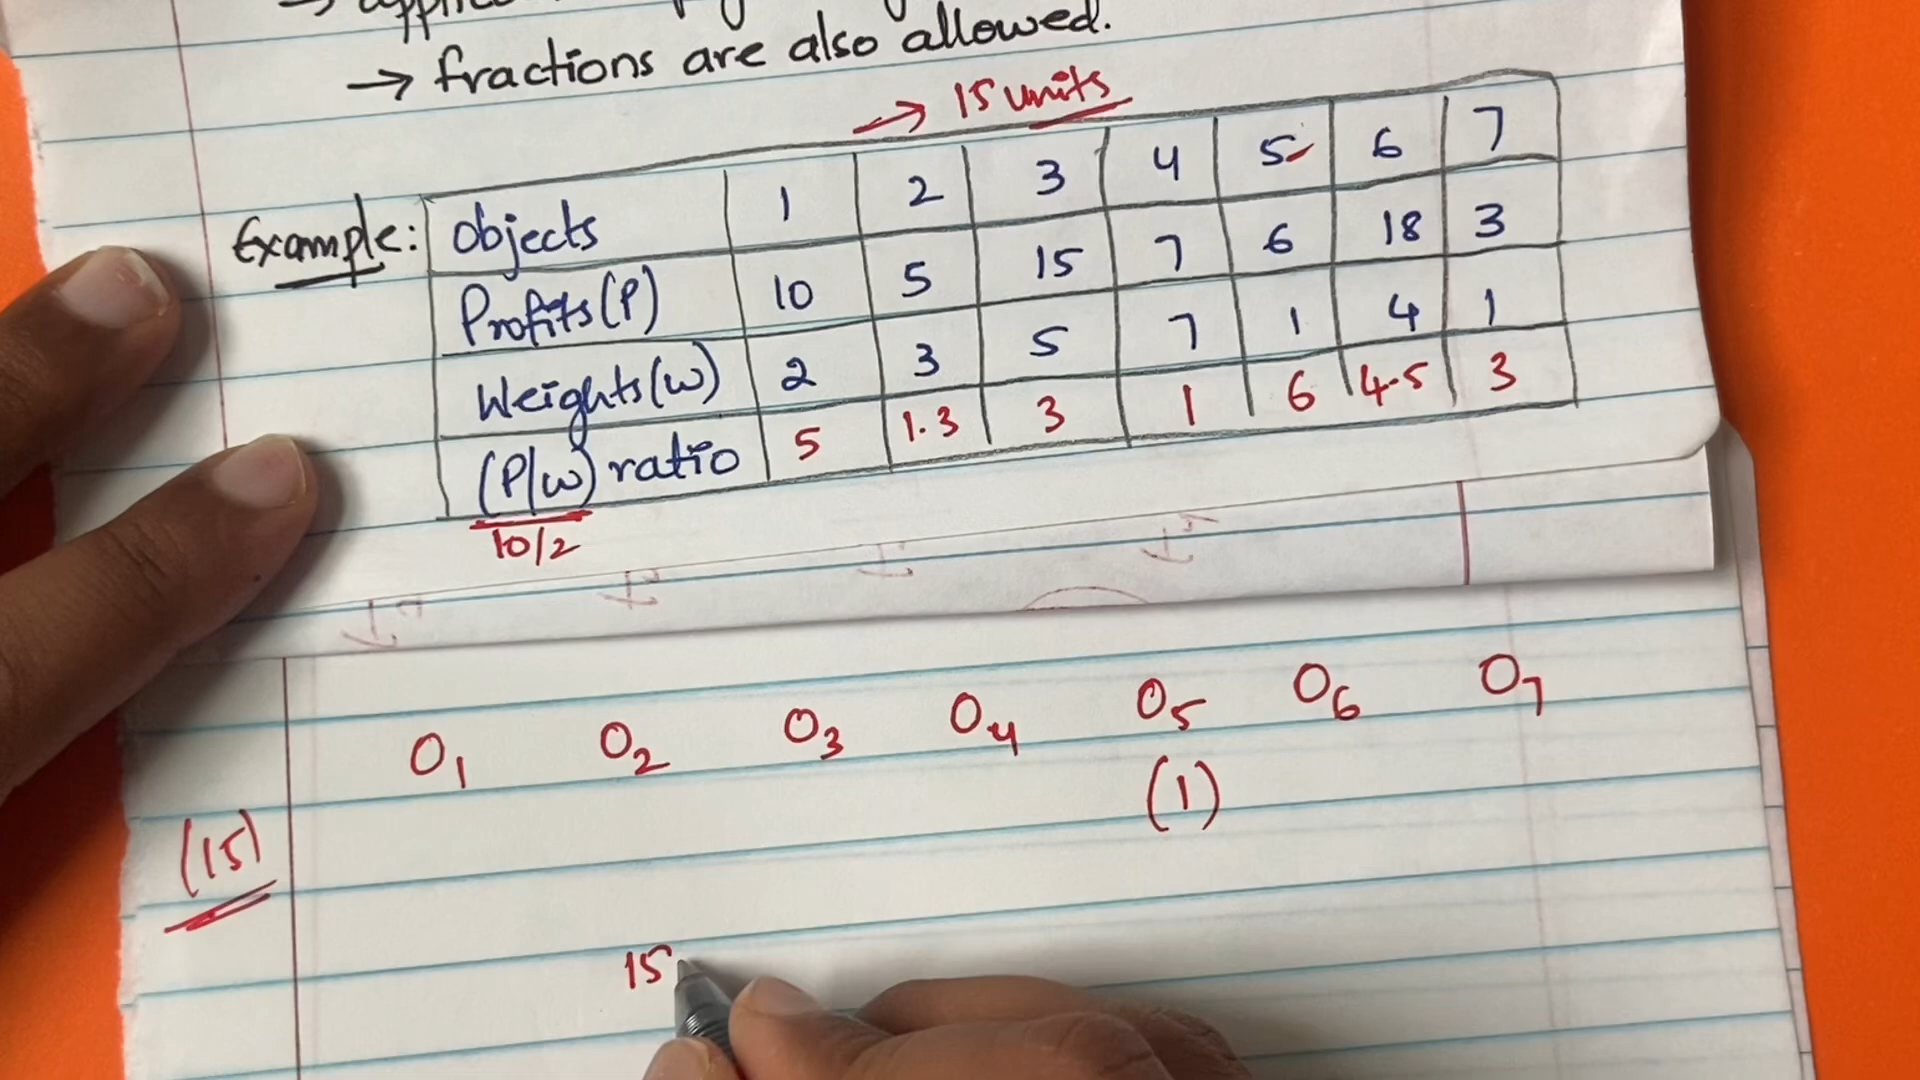 → fractions are also allowed.
→ 15 units
Example: Objects 1 2 3 4 5 6 7
Profits(P) 10 5 15 7 6 18 3
Weights(w) 2 3 5 7 1 4 1
(P/w) ratio 5 1.3 3 1 6 4.5 3
10/2
O1 O2 O3 O4 O5 O6 O7
(1)
(15)
15